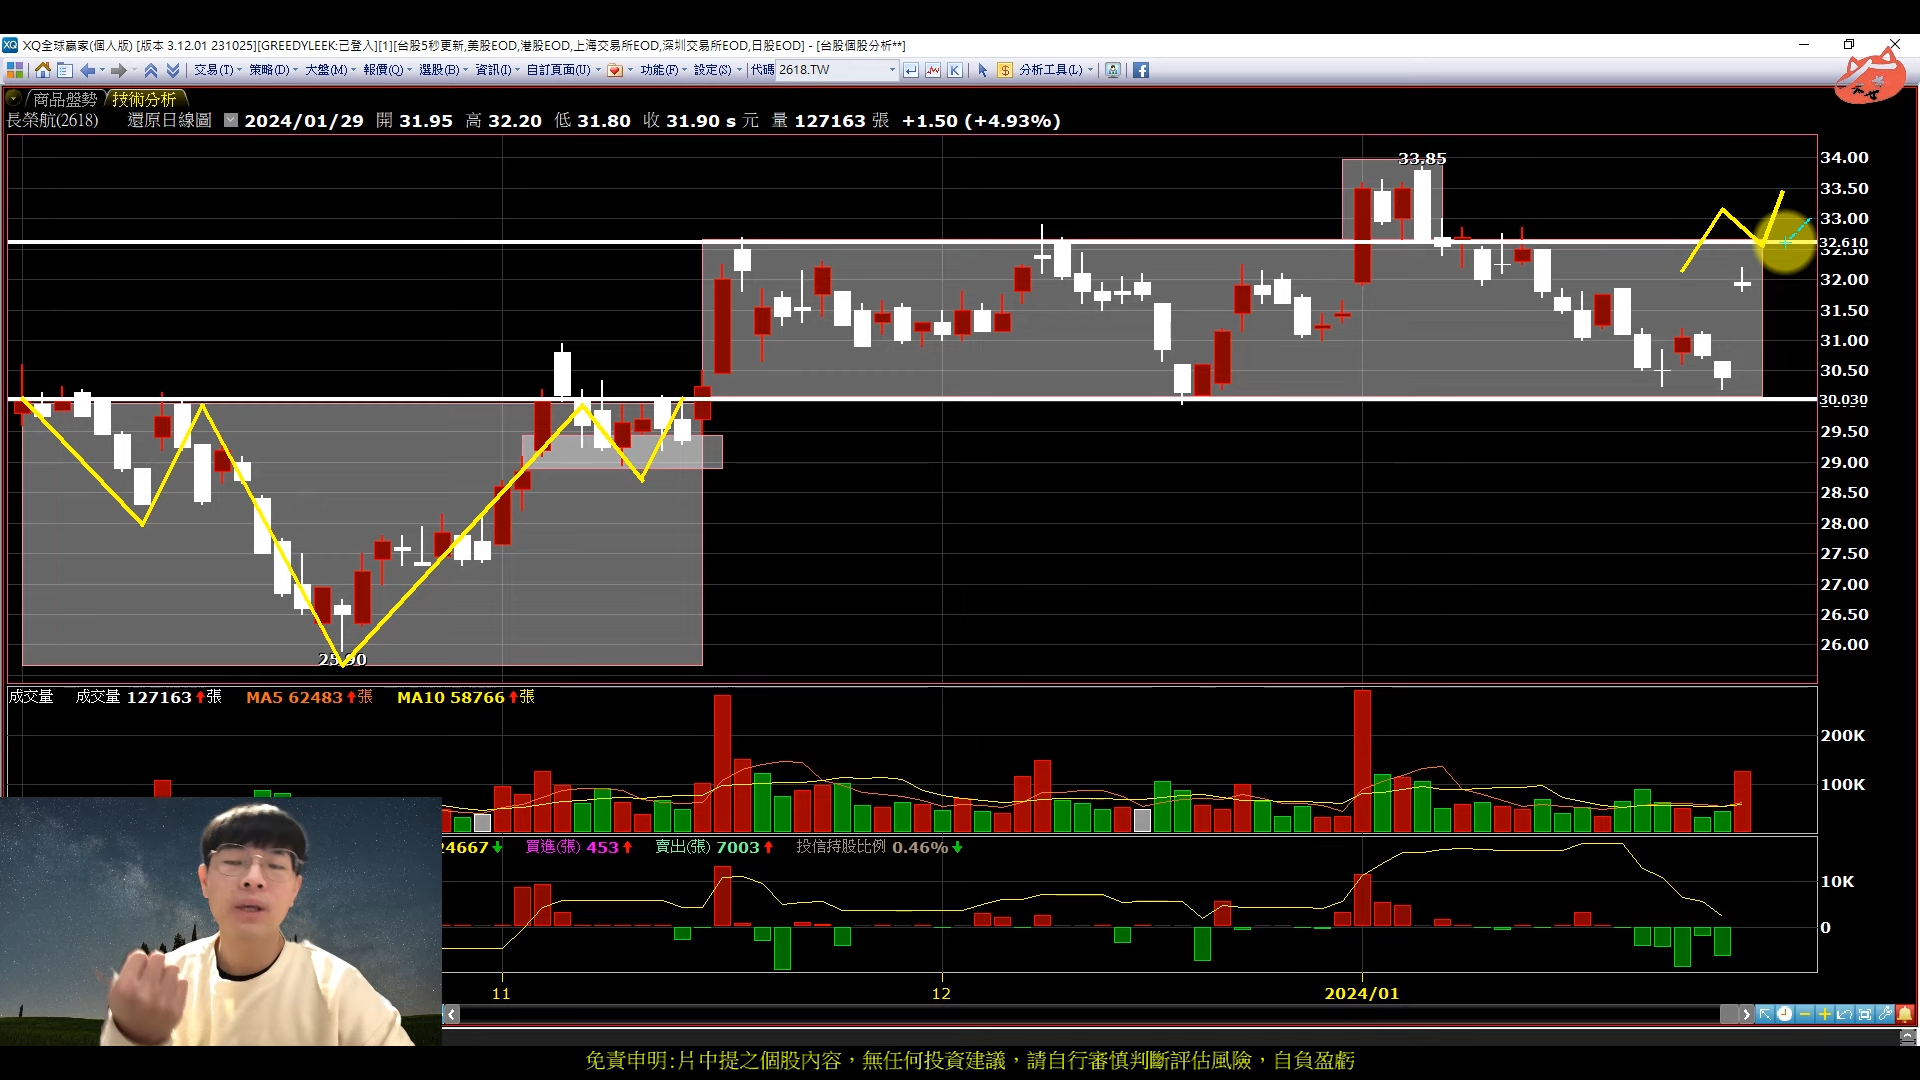 XQ全球贏家(個人版) [版本 3.12.01 231025][GREEDYLEEK:已登入][1][台股5秒更新,美股EOD,港股EOD,上海交易所EOD,深圳交易所EOD,日股EOD] - [台股個股分析**]
交易(T) 策略(D) 大盤(M) 報價(Q) 選股(B) 資訊(I) 自訂頁面(U) 功能(F) 設定(S) 代碼 2618.TW K $ 分析工具(L)
商品盤勢 技術分析
長榮航(2618) 還原日線圖 2024/01/29 開 31.95 高 32.20 低 31.80 收 31.90 s 元 量 127163 張 +1.50 (+4.93%)
33.85
34.00
33.50
33.00
32.610
32.50
32.00
31.50
31.00
30.50
30.030
29.50
29.00
28.50
28.00
27.50
27.00
26.50
26.00
25.90
成交量 成交量 127163 張 MA5 62483 張 MA10 58766 張
200K
100K
24667 買進(張) 453 賣出(張) 7003 投信持股比例 0.46%
10K
0
11 12 2024/01
免責申明:片中提之個股內容，無任何投資建議，請自行審慎判斷評估風險，自負盈虧